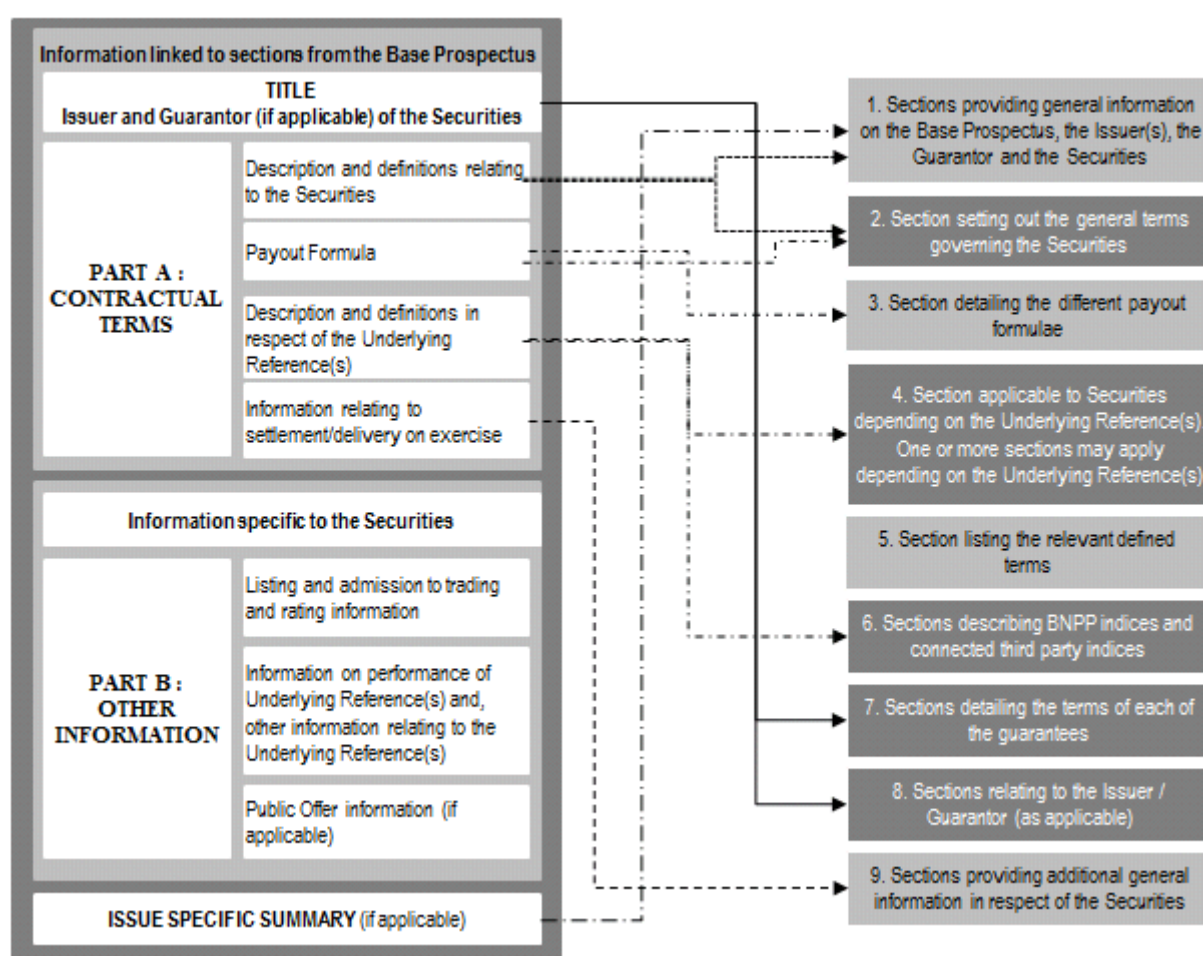 Information linked to sections from the Base Prospectus
TITLE
Issuer and Guarantor (if applicable) of the Securities
PART A :
CONTRACTUAL
TERMS
Description and definitions relating
to the Securities
Payout Formula
Description and definitions in
respect of the Underlying
Reference(s)
Information relating to
settlement/delivery on exercise
Information specific to the Securities
PART B :
OTHER
INFORMATION
Listing and admission to trading
and rating information
Information on performance of
Underlying Reference(s) and,
other information relating to the
Underlying Reference(s)
Public Offer information (if
applicable)
ISSUE SPECIFIC SUMMARY (if applicable)
1. Sections providing general information
on the Base Prospectus, the Issuer(s), the
Guarantor and the Securities
2. Section setting out the general terms
governing the Securities
3. Section detailing the different payout
formulae
4. Section applicable to Securities
depending on the Underlying Reference(s)
One or more sections may apply
depending on the Underlying Reference(s)
5. Section listing the relevant defined
terms
6. Sections describing BNPP indices and
connected third party indices
7. Sections detailing the terms of each of
the guarantees
8. Sections relating to the Issuer /
Guarantor (as applicable)
9. Sections providing additional general
information in respect of the Securities